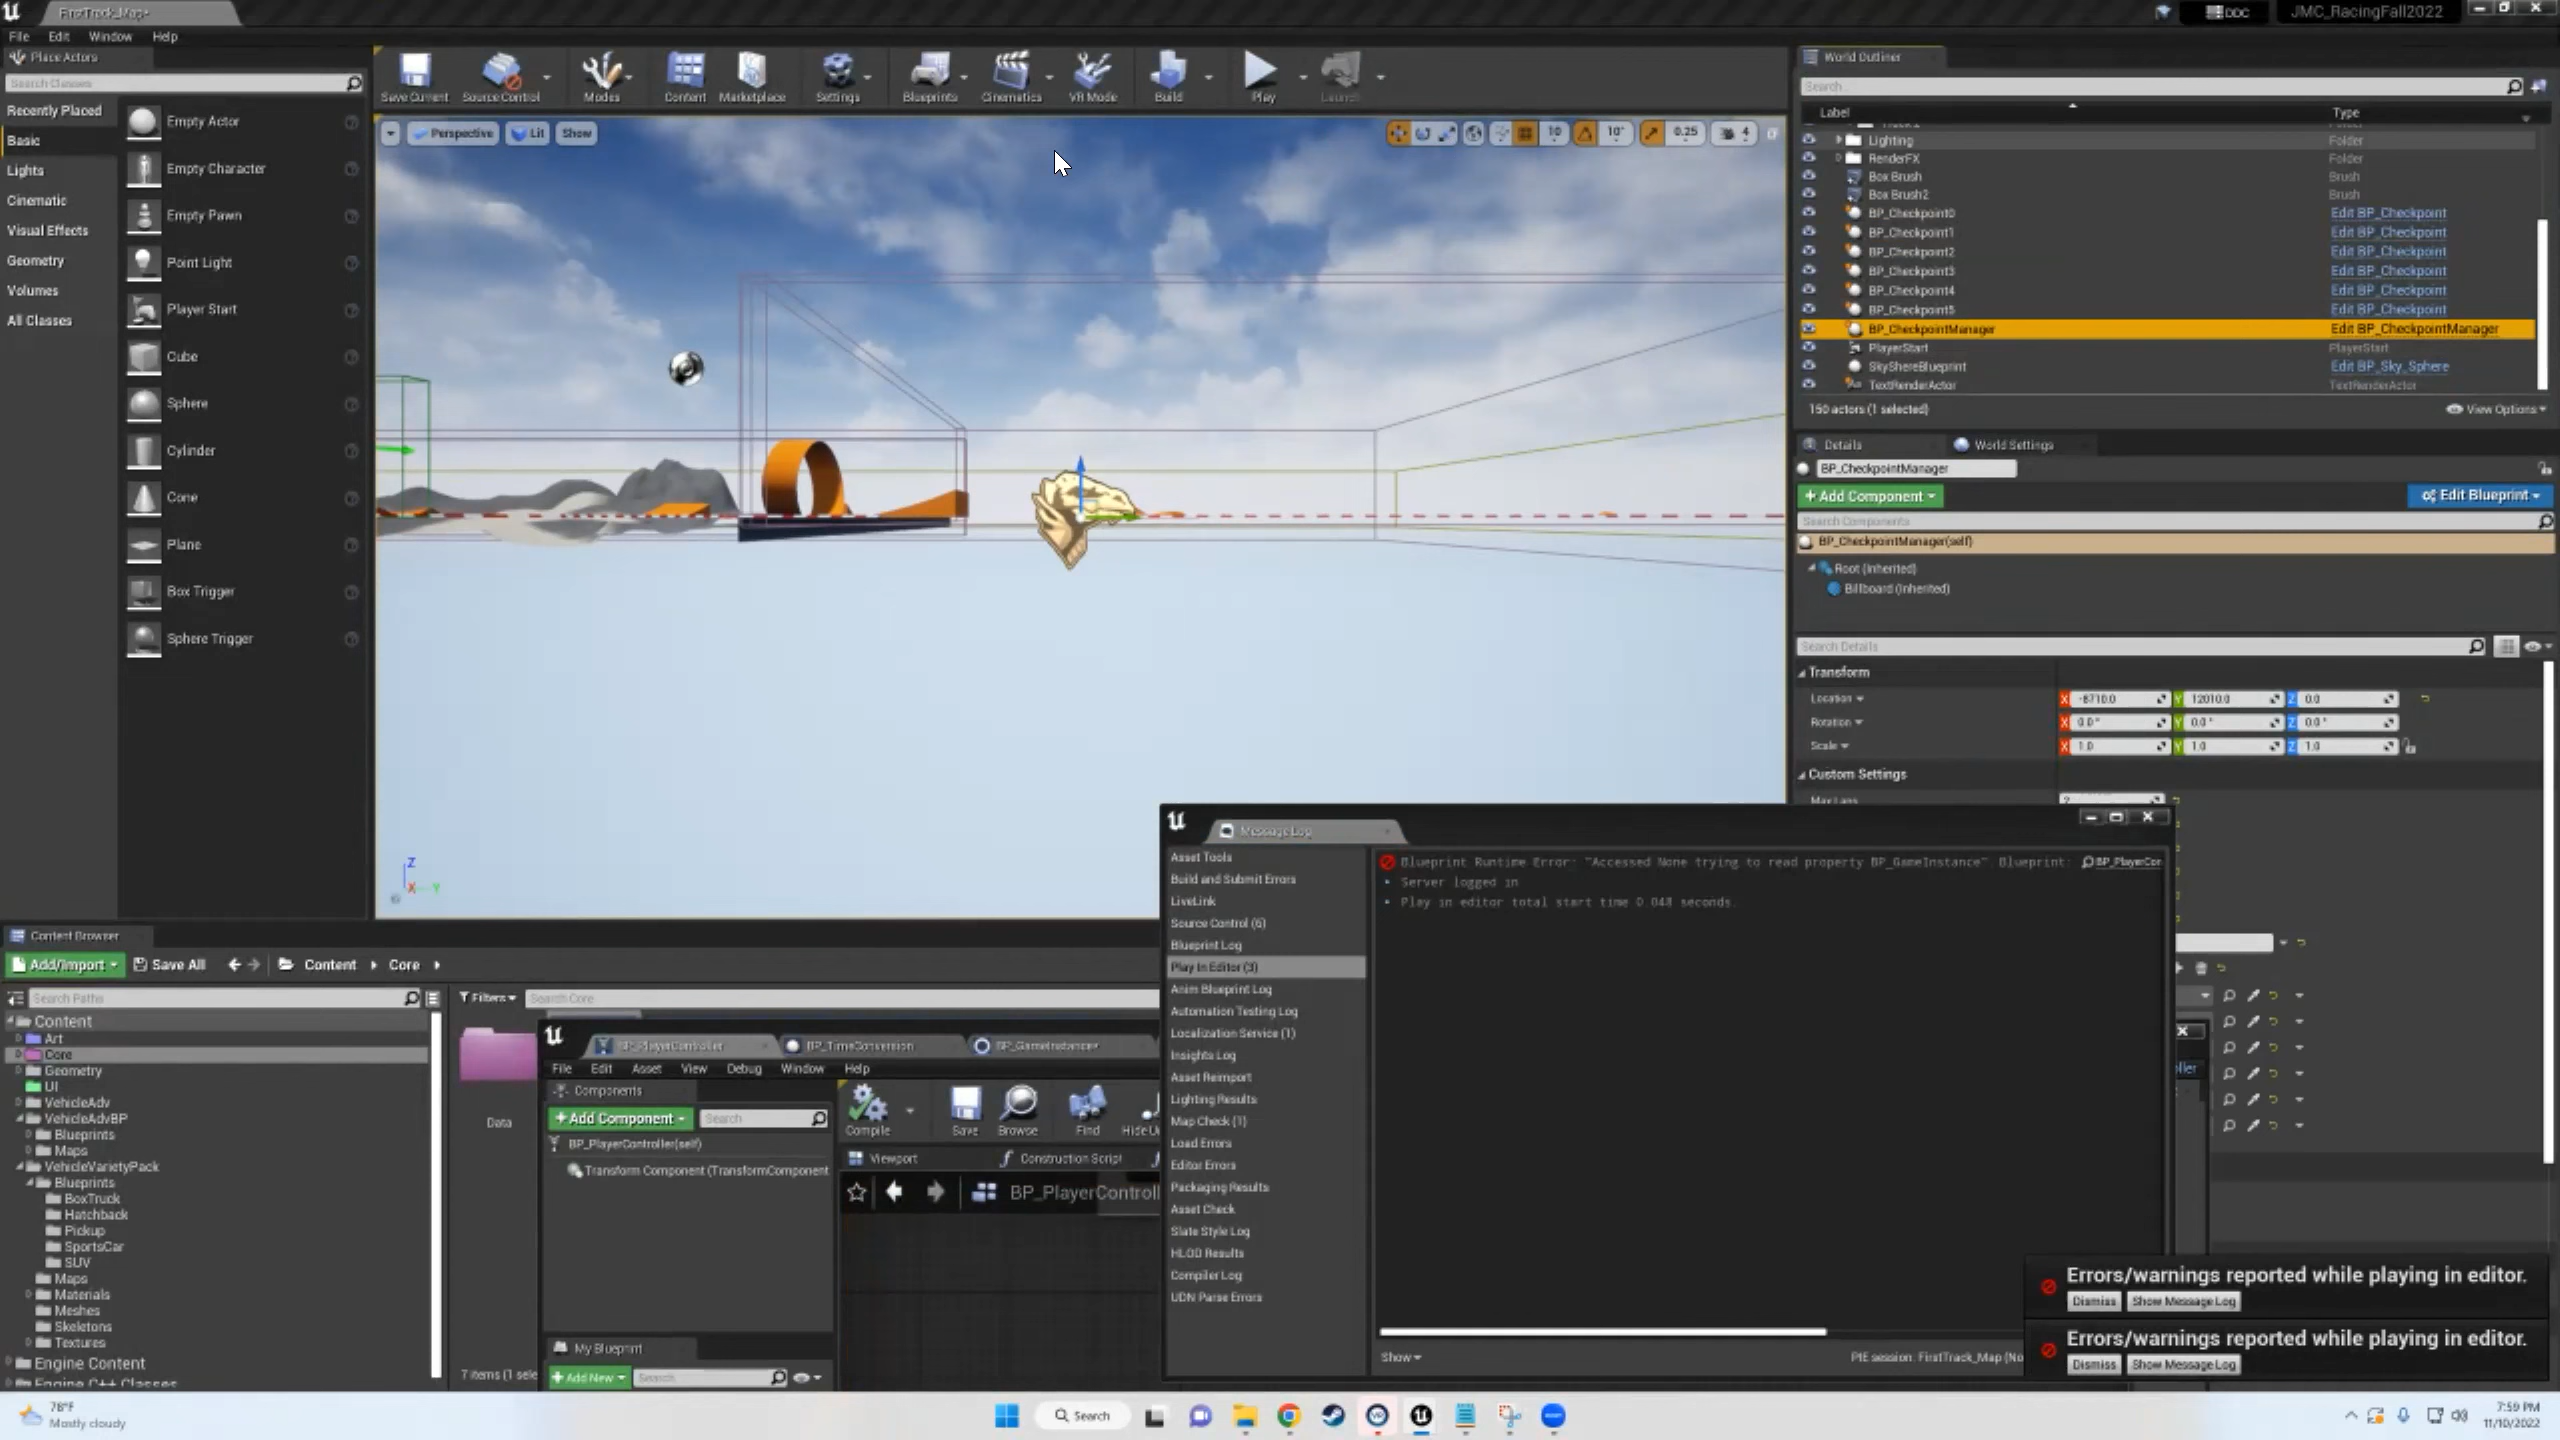 FirstTrack_Map*
DDC
JMC_RacingFall2022
File Edit Window Help
Place Actors
Search Classes
Recently Placed
Basic
Lights
Cinematic
Visual Effects
Geometry
Volumes
All Classes
Empty Actor
Empty Character
Empty Pawn
Point Light
Player Start
Cube
Sphere
Cylinder
Cone
Plane
Box Trigger
Sphere Trigger
Save Current
Source Control
Modes
Content
Marketplace
Settings
Blueprints
Cinematics
VR Mode
Build
Play
Launch
Perspective
Lit
Show
10
10°
0.25
4
Z
X
Y
World Outliner
Search...
Label Type
Lighting Folder
RenderFX Folder
Box Brush Brush
Box Brush2 Brush
BP_Checkpoint0 Edit BP_Checkpoint
BP_Checkpoint1 Edit BP_Checkpoint
BP_Checkpoint2 Edit BP_Checkpoint
BP_Checkpoint3 Edit BP_Checkpoint
BP_Checkpoint4 Edit BP_Checkpoint
BP_Checkpoint5 Edit BP_Checkpoint
BP_CheckpointManager Edit BP_CheckpointManager
PlayerStart PlayerStart
SkyShereBlueprint Edit BP_Sky_Sphere
TextRenderActor TextRenderActor
150 actors (1 selected)
View Options
Details
World Settings
BP_CheckpointManager
+ Add Component
Edit Blueprint
Search Components
BP_CheckpointManager(self)
Root (Inherited)
Billboard (Inherited)
Search Details
Transform
Location X -8710.0 Y 12010.0 Z 0.0
Rotation X 0.0° Y 0.0° Z 0.0°
Scale X 1.0 Y 1.0 Z 1.0
Custom Settings
Max Laps 2
Message Log
Asset Tools
Build and Submit Errors
LiveLink
Source Control (6)
Blueprint Log
Play In Editor (3)
Anim Blueprint Log
Automation Testing Log
Localization Service (1)
Insights Log
Asset Reimport
Lighting Results
Map Check (1)
Load Errors
Editor Errors
Packaging Results
Asset Check
Slate Style Log
HLOD Results
Compiler Log
UDN Parse Errors
Blueprint Runtime Error: "Accessed None trying to read property BP_GameInstance". Blueprint: BP_PlayerCon
Server logged in
Play in editor total start time 0.048 seconds.
Show
PIE session: FirstTrack_Map (No
Errors/warnings reported while playing in editor.
Dismiss Show Message Log
Errors/warnings reported while playing in editor.
Dismiss Show Message Log
Content Browser
Add/Import
Save All
Content
Core
Search Paths
Filters
Search Core
Content
Art
Core
Geometry
UI
VehicleAdv
VehicleAdvBP
Blueprints
Maps
VehicleVarietyPack
Blueprints
BoxTruck
Hatchback
Pickup
SportsCar
SUV
Maps
Materials
Meshes
Skeletons
Textures
Engine Content
Engine C++ Classes
Data
7 items (1 sele
BP_PlayerController
BP_TimeConversion
BP_GameInstance*
File Edit Asset View Debug Window Help
Components
+ Add Component
Search
BP_PlayerController(self)
Transform Component (TransformComponent
Compile
Save
Browse
Find
Hide U
Viewport
Construction Script
BP_PlayerControll
My Blueprint
+ Add New
Search
ller
78°F
Mostly cloudy
Search
7:59 PM
11/10/2022